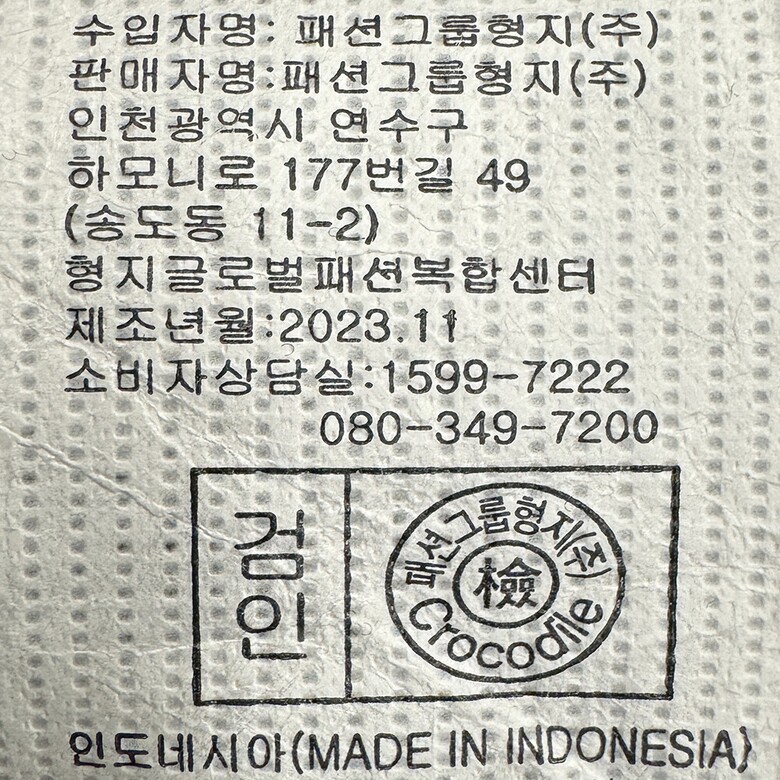 수입자명: 패션그룹형지(주)
판매자명:패션그룹형지(주)
인천광역시 연수구
하모니로 177번길 49
(송도동 11-2)
형지글로벌패션복합센터
제조년월:2023.11
소비자상담실:1599-7222
080-349-7200
검인
패션그룹형지(주)
檢
Crocodile
인도네시아(MADE IN INDONESIA)